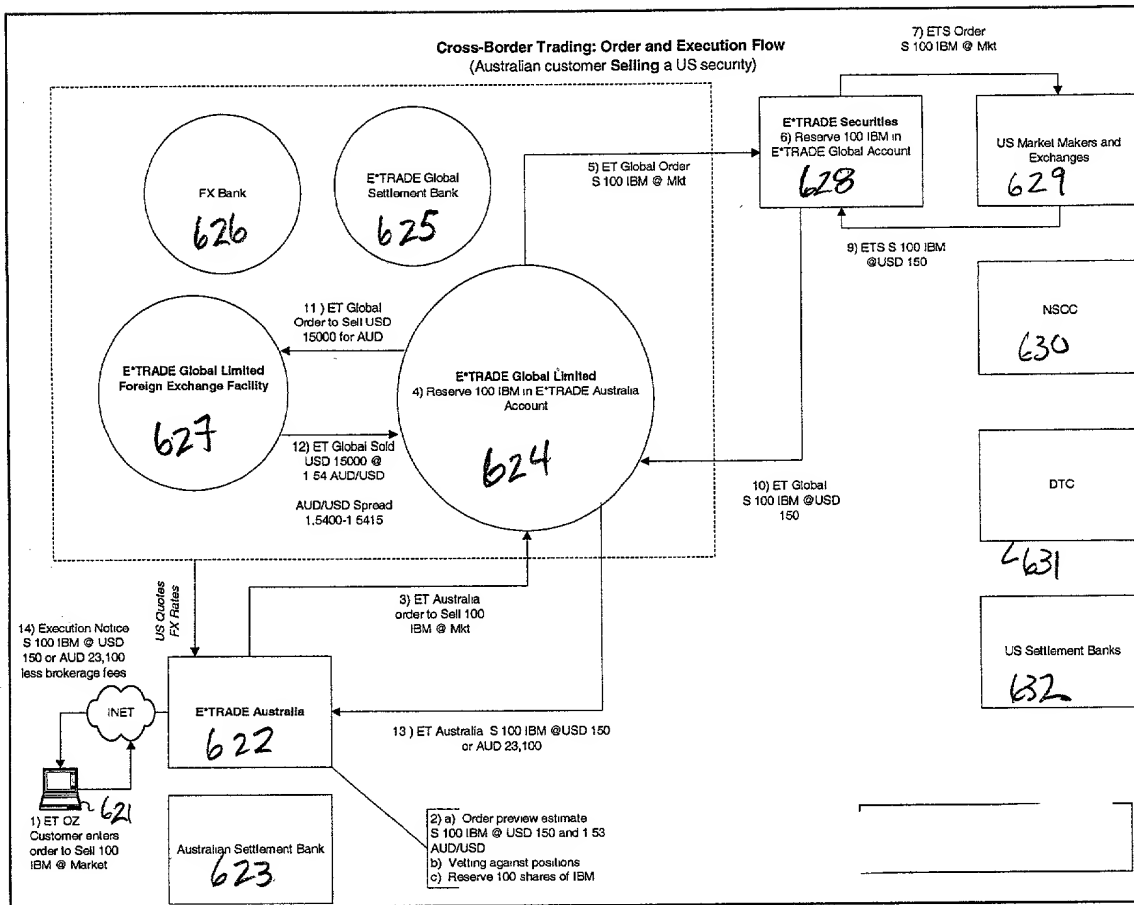 Cross-Border Trading: Order and Execution Flow
(Australian customer Selling a US security)
7) ETS Order
S 100 IBM @ Mkt
E*TRADE Securities
6) Reserve 100 IBM in
E*TRADE Global Account
628
US Market Makers and
Exchanges
629
5) ET Global Order
S 100 IBM @ Mkt
9) ETS S 100 IBM
@USD 150
FX Bank
626
E*TRADE Global
Settlement Bank
625
NSCC
630
11 ) ET Global
Order to Sell USD
15000 for AUD
E*TRADE Global Limited
Foreign Exchange Facility
627
E*TRADE Global Limited
4) Reserve 100 IBM in E*TRADE Australia
Account
624
12) ET Global Sold
USD 15000 @
1 54 AUD/USD
AUD/USD Spread
1.5400-1 5415
10) ET Global
S 100 IBM @USD
150
DTC
631
US Quotes
FX Rates
3) ET Australia
order to Sell 100
IBM @ Mkt
14) Execution Notice
S 100 IBM @ USD
150 or AUD 23,100
less brokerage fees
US Settlement Banks
632
INET
E*TRADE Australia
622
13 ) ET Australia S 100 IBM @USD 150
or AUD 23,100
621
1) ET OZ
Customer enters
order to Sell 100
IBM @ Market
Australian Settlement Bank
623
2) a) Order preview estimate
S 100 IBM @ USD 150 and 1 53
AUD/USD
b) Vetting against positions
c) Reserve 100 shares of IBM